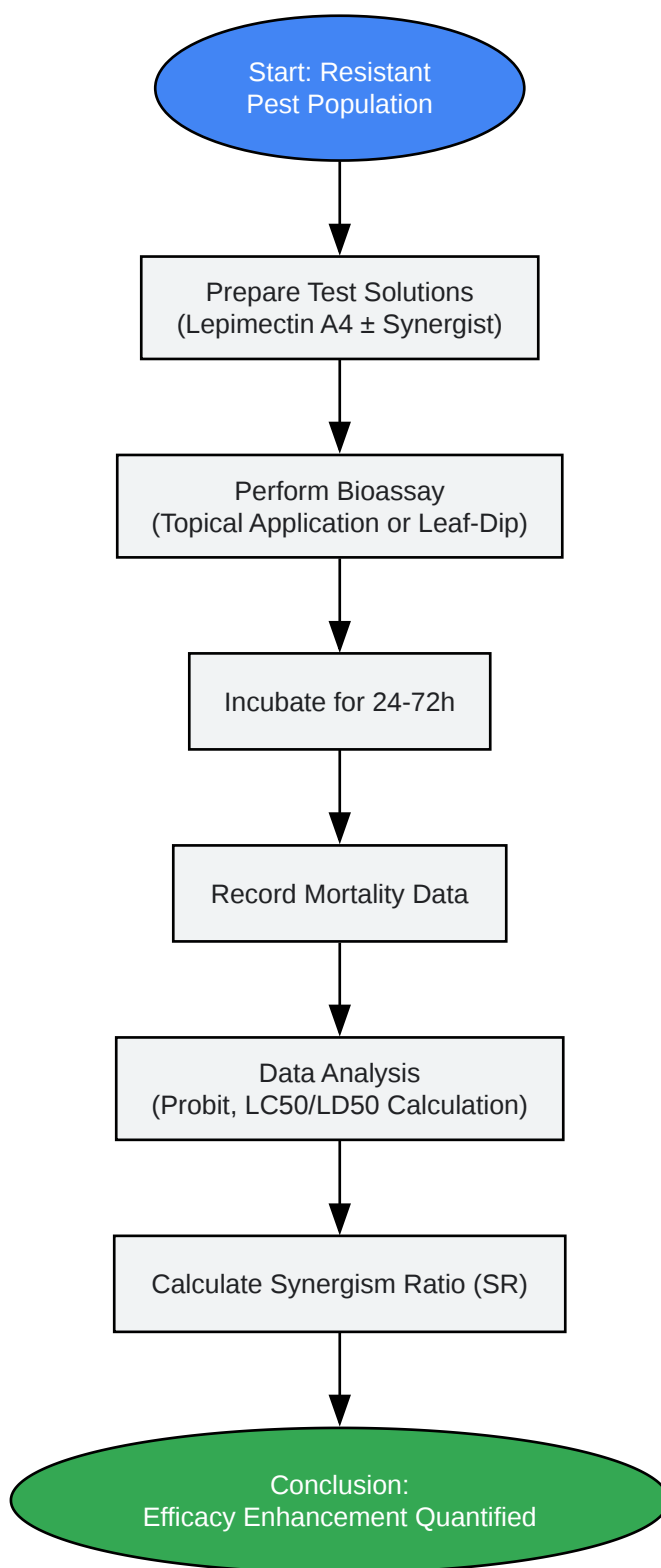 Start: Resistant
Pest Population
Prepare Test Solutions
(Lepimectin A4 ± Synergist)
Perform Bioassay
(Topical Application or Leaf-Dip)
Incubate for 24-72h
Record Mortality Data
Data Analysis
(Probit, LC50/LD50 Calculation)
Calculate Synergism Ratio (SR)
Conclusion:
Efficacy Enhancement Quantified